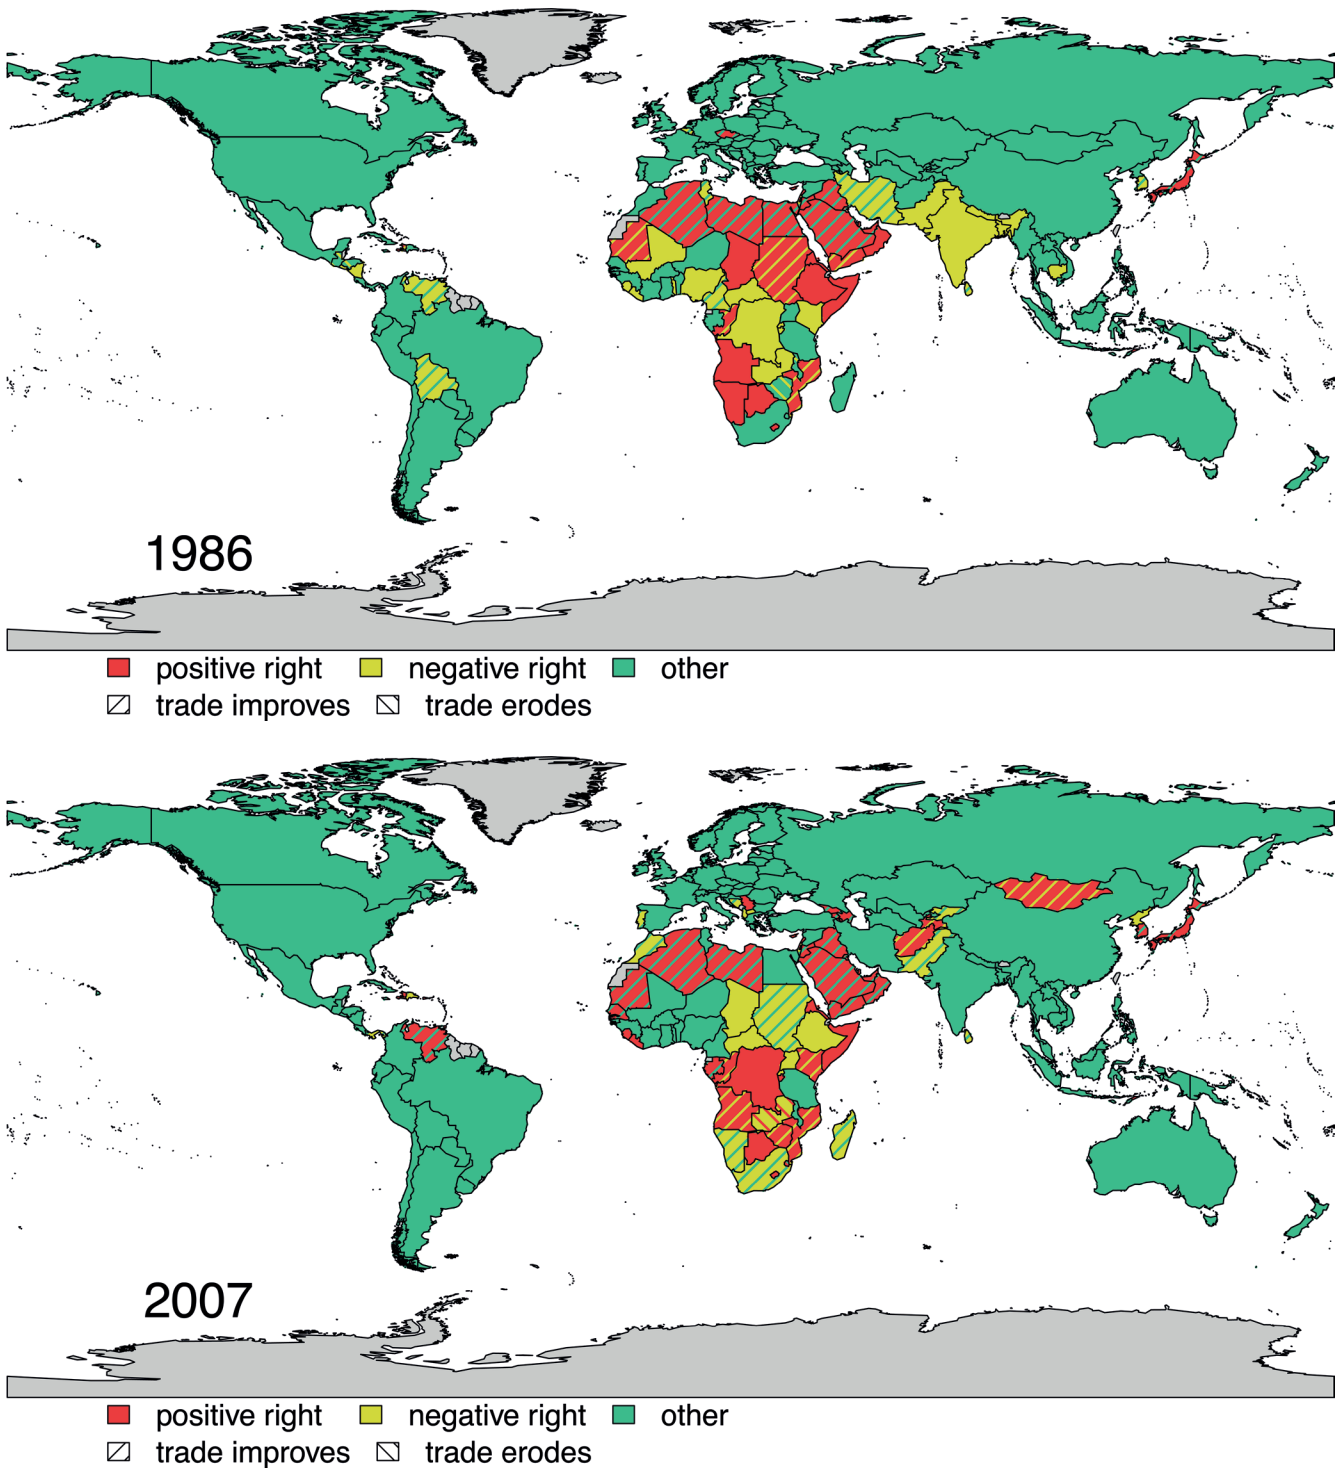 1986
positive right negative right other
trade improves trade erodes
2007
positive right negative right other
trade improves trade erodes